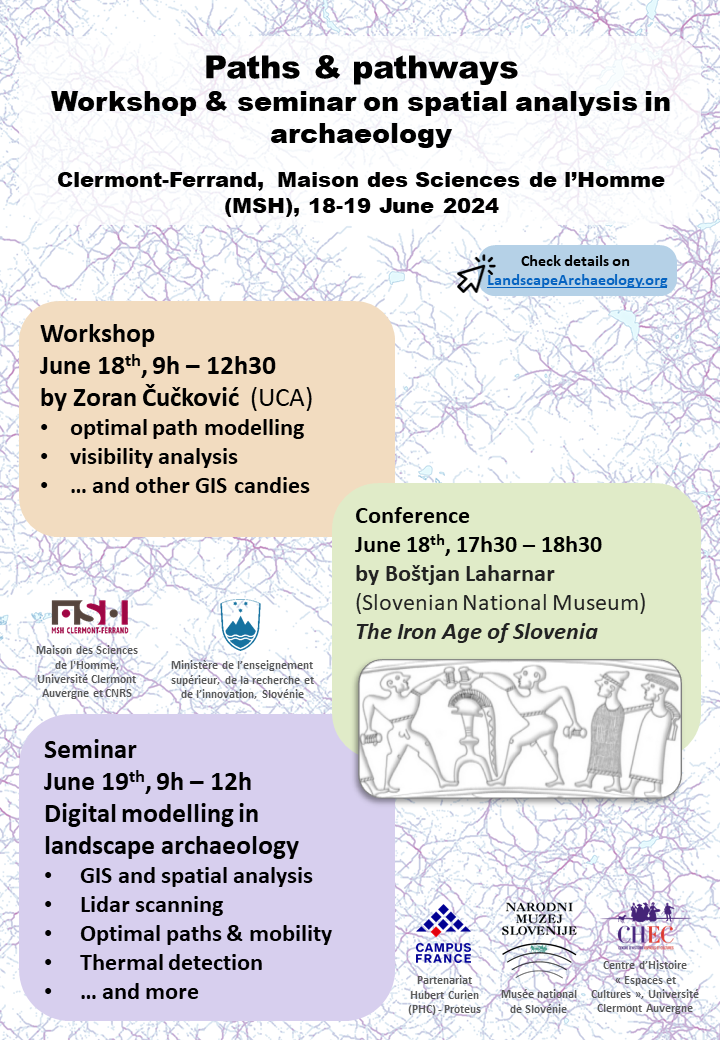 Paths & pathways
Workshop & seminar on spatial analysis in
archaeology
Clermont-Ferrand, Maison des Sciences de l’Homme
(MSH), 18-19 June 2024
Check details on
LandscapeArchaeology.org
Workshop
June 18th, 9h – 12h30
by Zoran Čučković (UCA)
• optimal path modelling
• visibility analysis
• ... and other GIS candies
Conference
June 18th, 17h30 – 18h30
by Boštjan Laharnar
(Slovenian National Museum)
The Iron Age of Slovenia
MSH
MSH CLERMONT-FERRAND
Maison des Sciences
de l'Homme,
Université Clermont
Auvergne et CNRS
Ministère de l’enseignement
supérieur, de la recherche et
de l’innovation, Slovénie
Seminar
June 19th, 9h – 12h
Digital modelling in
landscape archaeology
• GIS and spatial analysis
• Lidar scanning
• Optimal paths & mobility
• Thermal detection
• ... and more
CAMPUS
FRANCE
Partenariat
Hubert Curien
(PHC) - Proteus
NARODNI
MUZEJ
SLOVENIJE
Musée national
de Slovénie
CHEC
Centre d’Histoire
« Espaces et
Cultures », Université
Clermont Auvergne